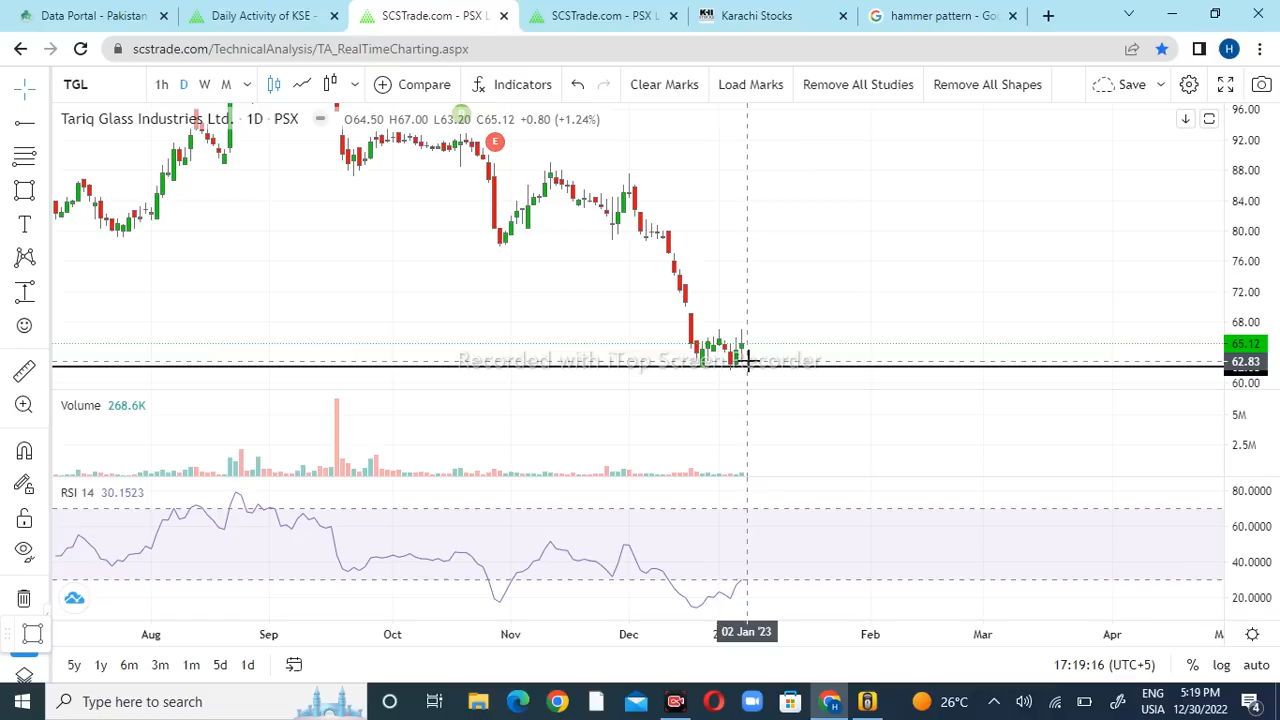 Data Portal - Pakistan
Daily Activity of KSE -
SCSTrade.com - PSX L
SCSTrade.com - PSX L
Karachi Stocks
hammer pattern - Goo
scstrade.com/TechnicalAnalysis/TA_RealTimeCharting.aspx
H
TGL
1h D W M
Compare
Indicators
Clear Marks
Load Marks
Remove All Studies
Remove All Shapes
Save
Tariq Glass Industries Ltd. · 1D · PSX
O64.50 H67.00 L63.20 C65.12 +0.80 (+1.24%)
E
96.00
92.00
88.00
84.00
80.00
76.00
72.00
68.00
65.12
62.83
60.00
Recorded with iTop Screen Recorder
Volume 268.6K
5M
2.5M
RSI 14 30.1523
80.0000
60.0000
40.0000
20.0000
Aug
Sep
Oct
Nov
Dec
02 Jan '23
Feb
Mar
Apr
5y 1y 6m 3m 1m 5d 1d
17:19:16 (UTC+5)
% log auto
Type here to search
26°C
ENG
USIA
5:19 PM
12/30/2022
4